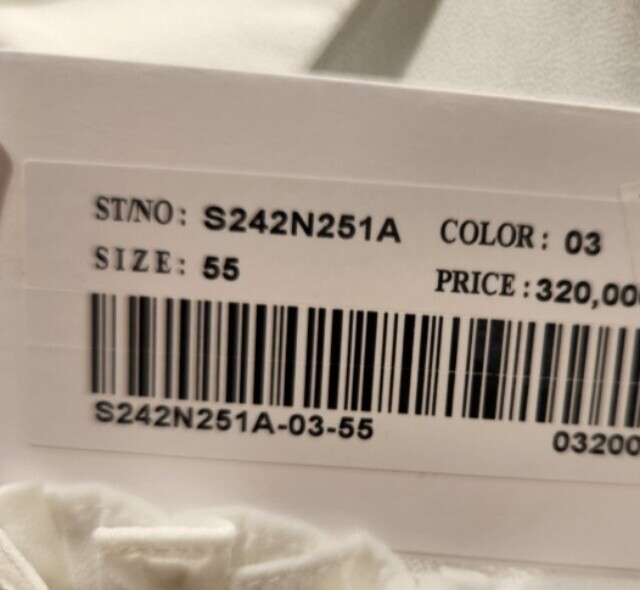 ST/NO: S242N251A COLOR: 03
SIZE: 55 PRICE: 320,00
S242N251A-03-55 03200